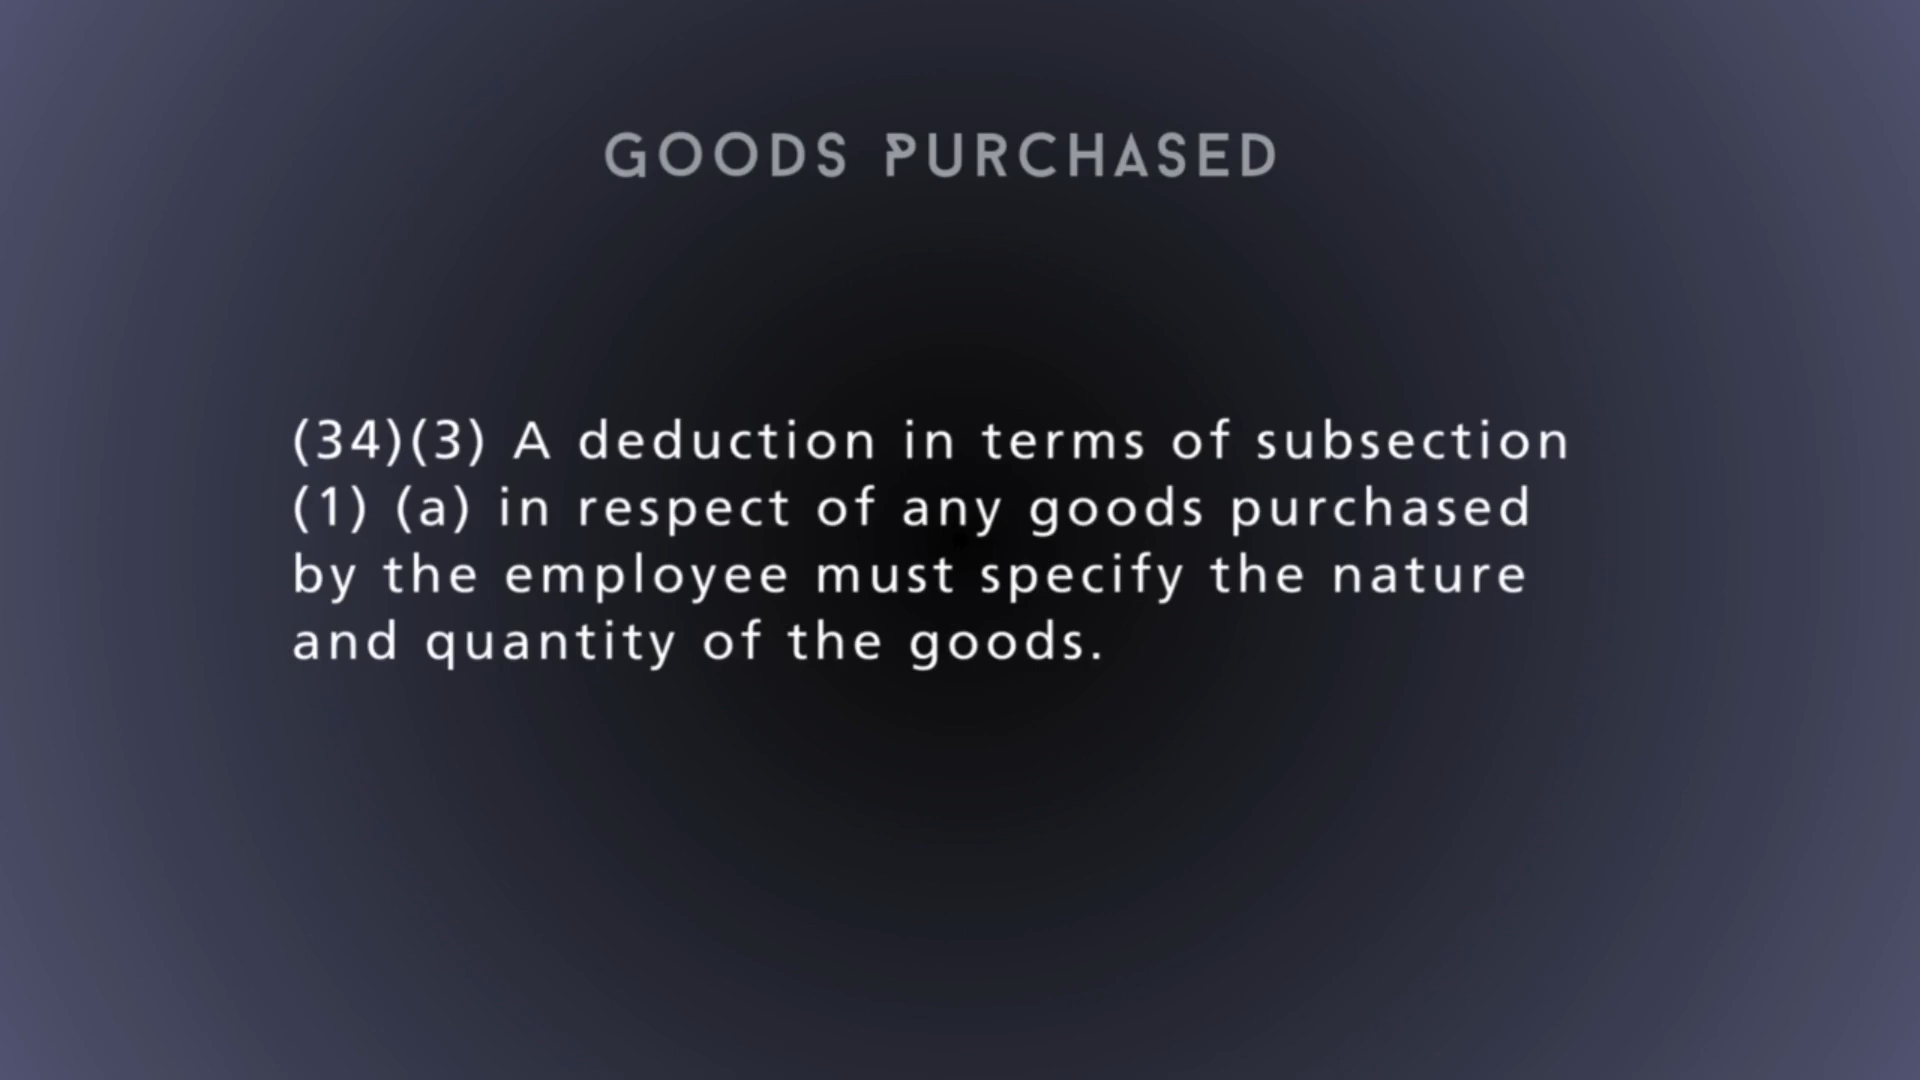 GOODS PURCHASED
(34)(3) A deduction in terms of subsection
(1) (a) in respect of any goods purchased
by the employee must specify the nature
and quantity of the goods.